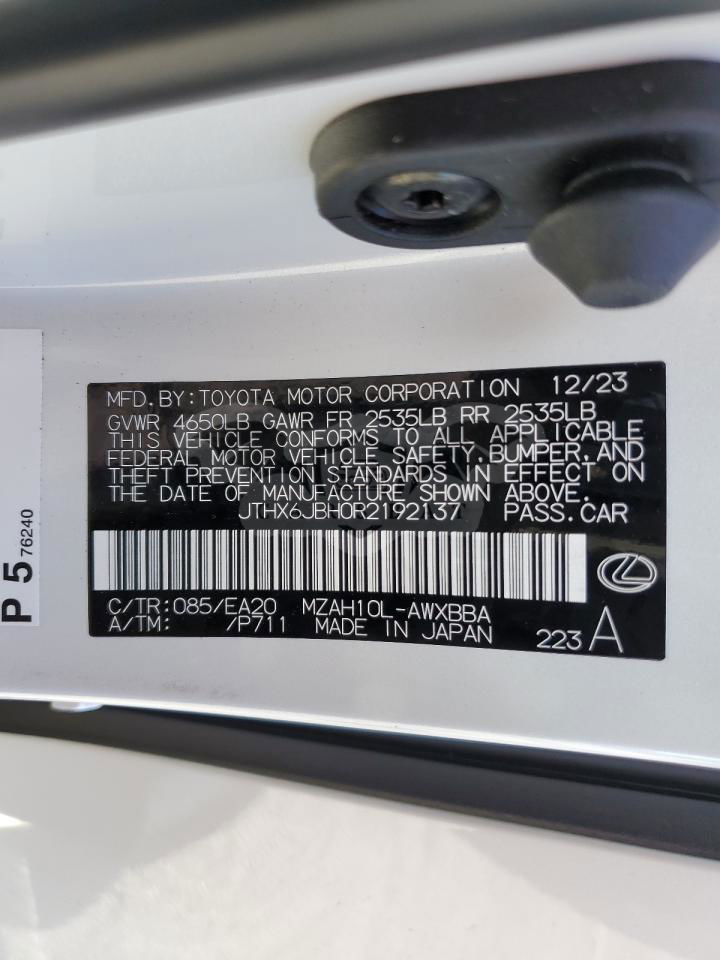 MFD. BY: TOYOTA MOTOR CORPORATION 12/23
GVWR 4650LB GAWR FR 2535LB RR 2535LB
THIS VEHICLE CONFORMS TO ALL APPLICABLE
FEDERAL MOTOR VEHICLE SAFETY, BUMPER, AND
THEFT PREVENTION STANDARDS IN EFFECT ON
THE DATE OF MANUFACTURE SHOWN ABOVE.
JTHX6JBH0R2192137 PASS. CAR
C/TR: 085/EA20 MZAH10L-AWXBBA
A/TM: /P711 MADE IN JAPAN 223 A
P 5 76240